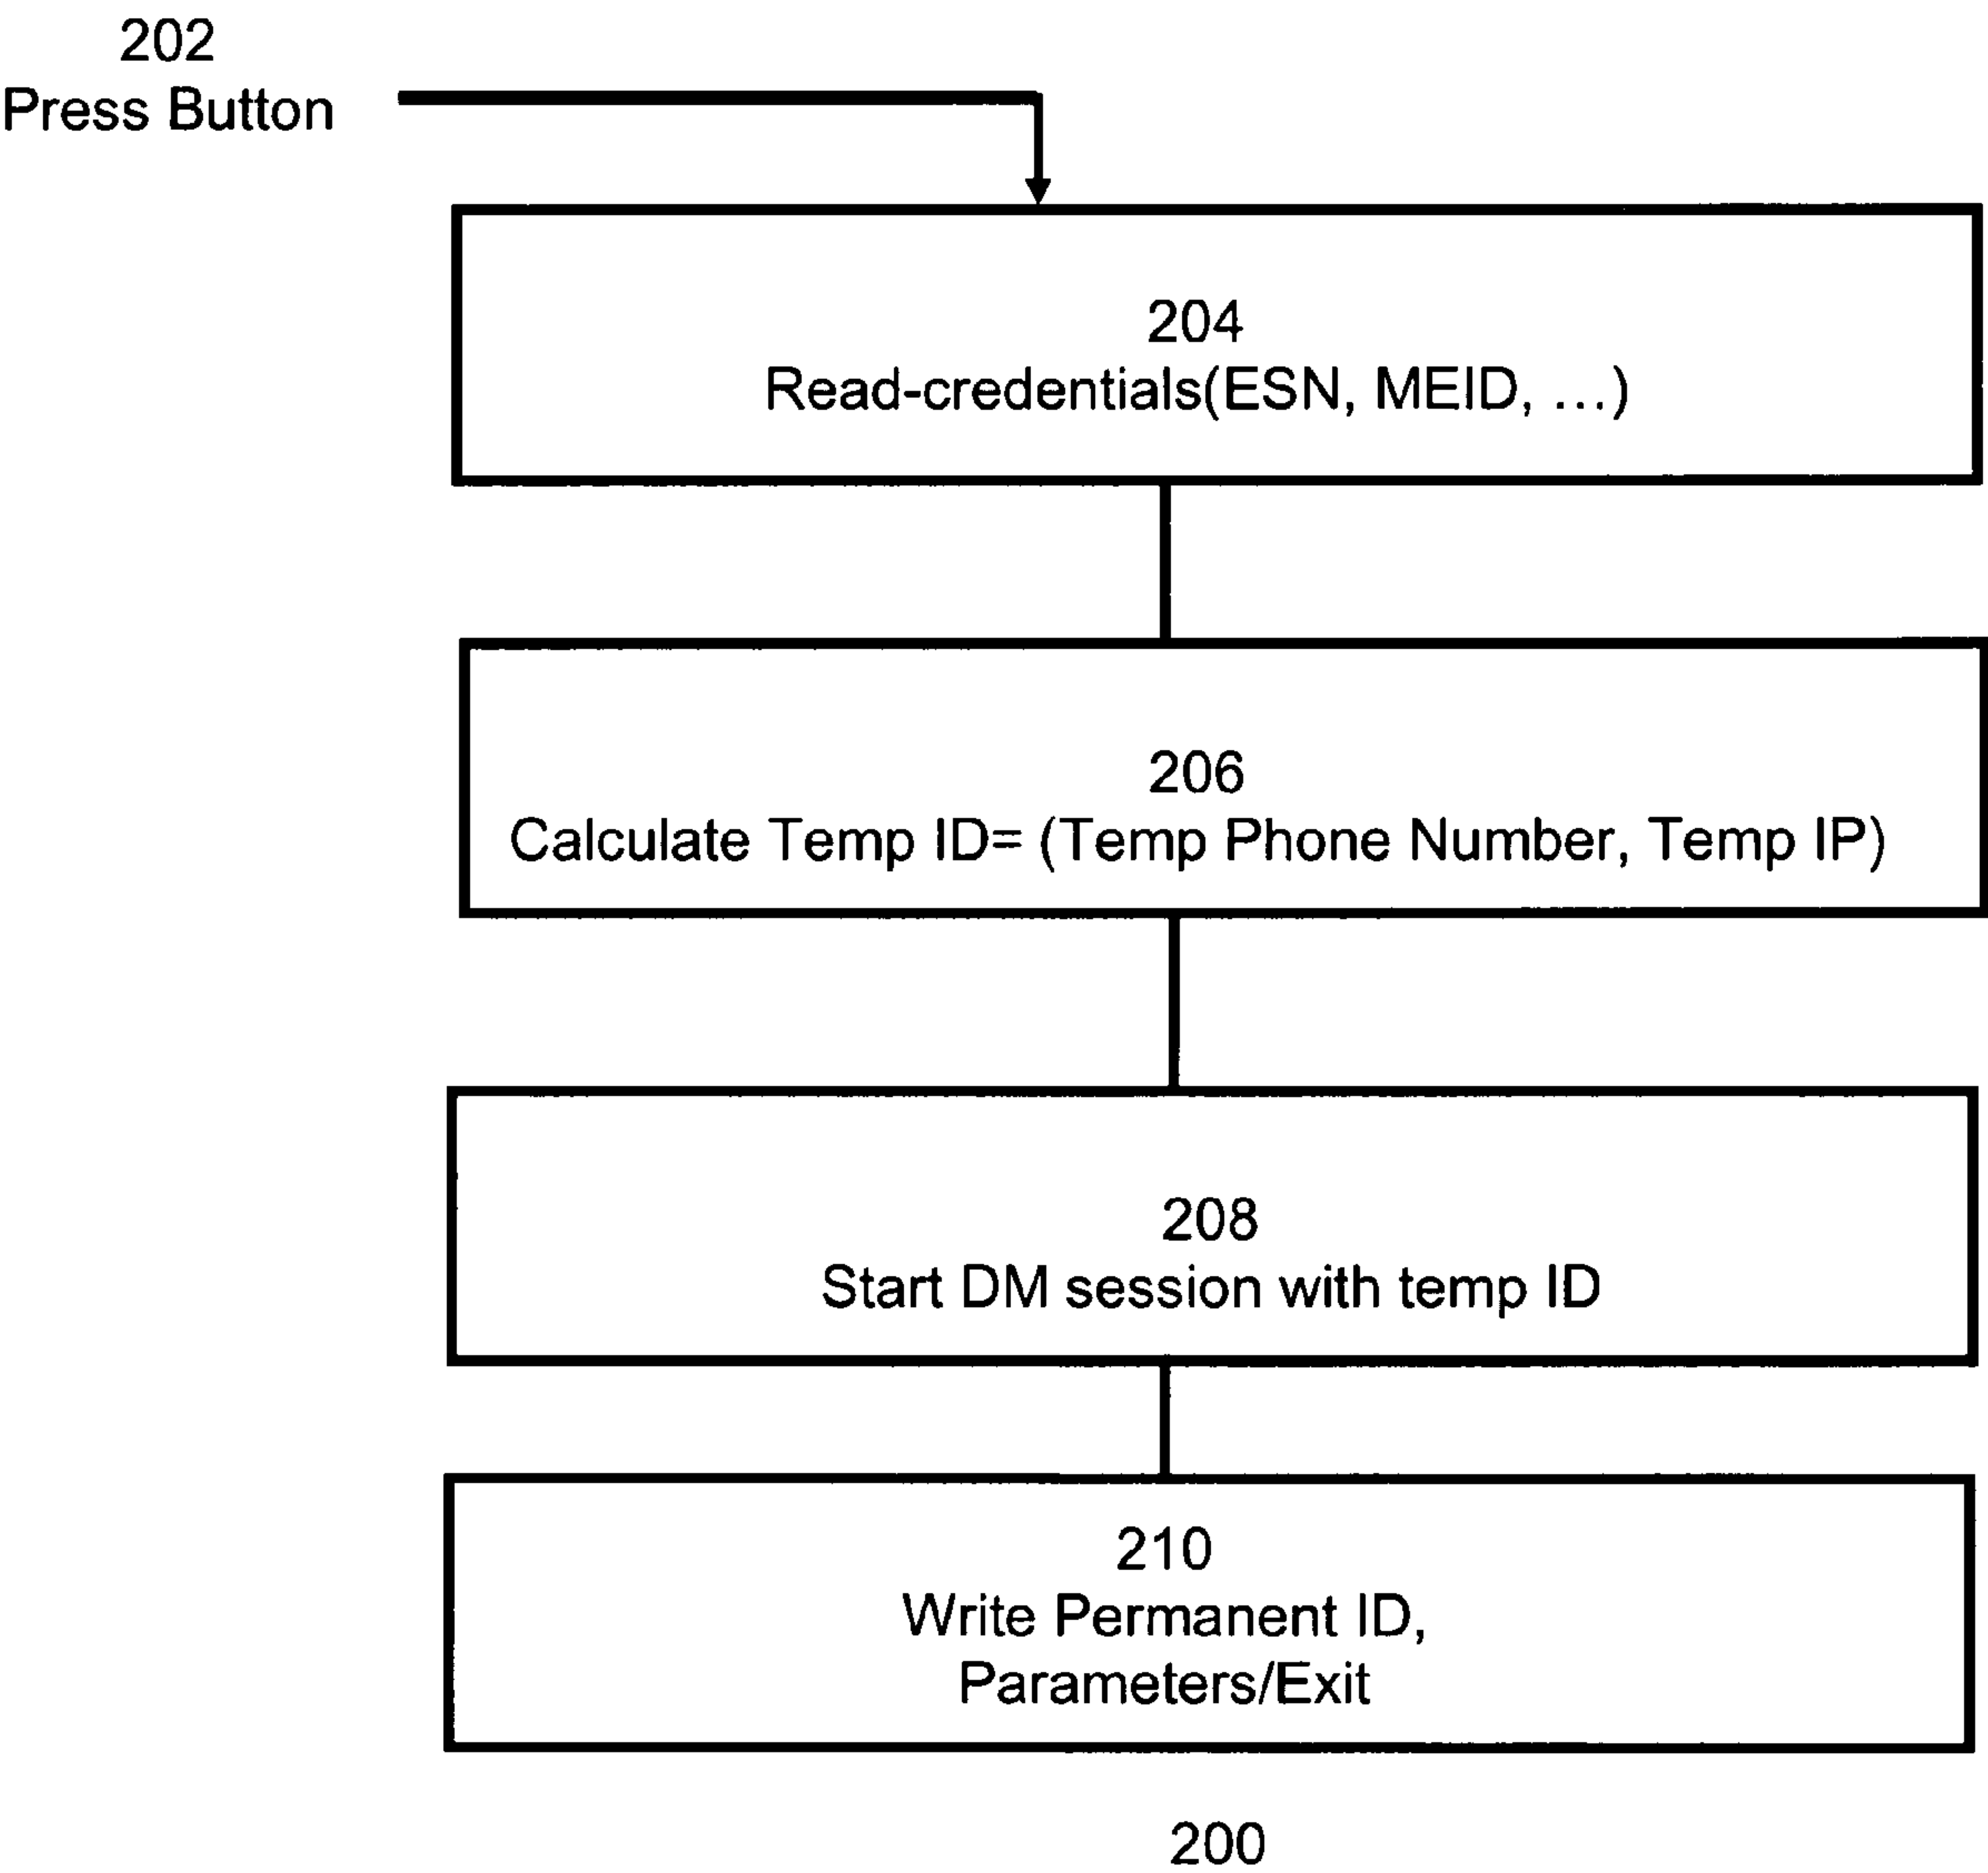 202
Press Button
204
Read-credentials(ESN, MEID, ...)
206
Calculate Temp ID= (Temp Phone Number, Temp IP)
208
Start DM session with temp ID
210
Write Permanent ID,
Parameters/Exit
200